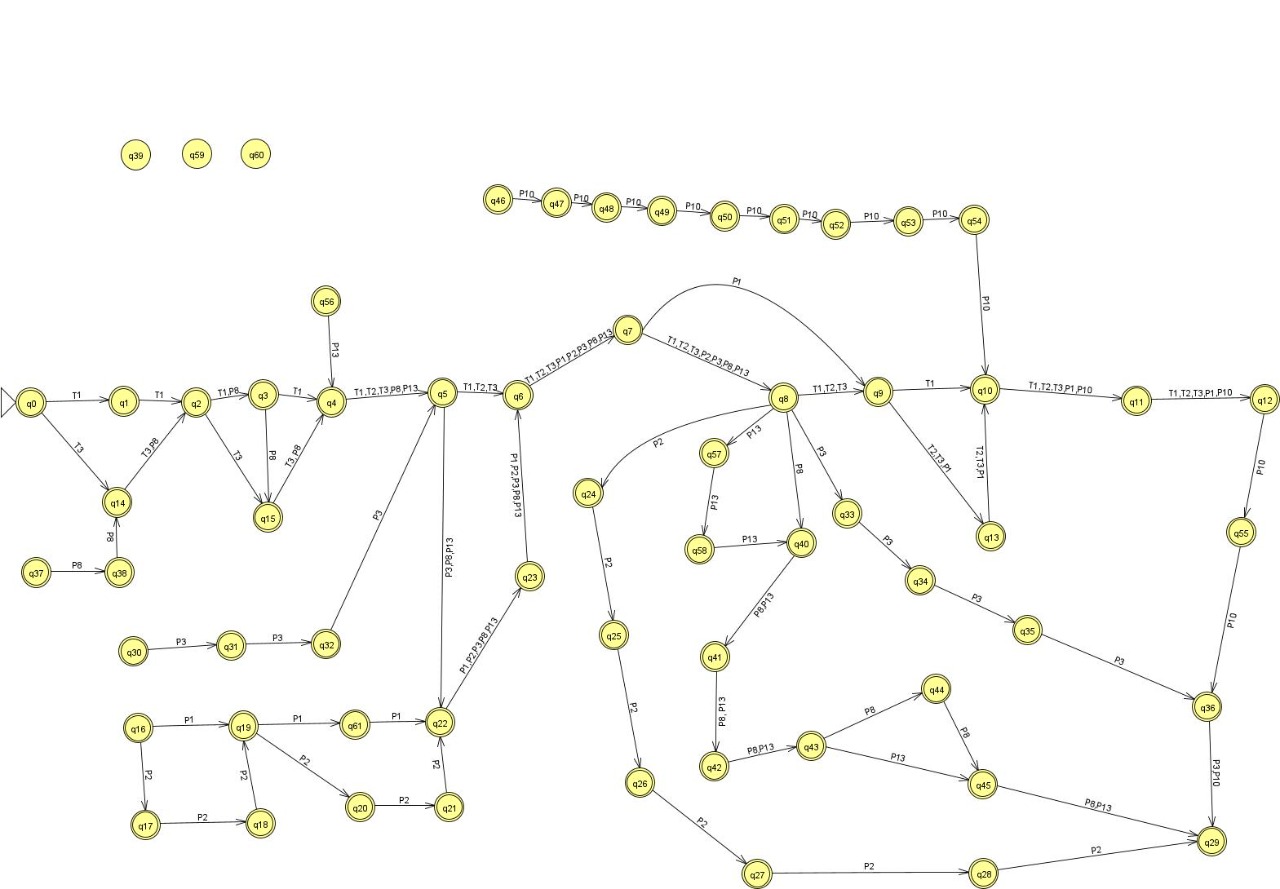 q39 q59 q60
q46 P10 q47 P10 q48 P10 q49 P10 q50 P10 q51 P10 q52 P10 q53 P10 q54
P1
q56
P10
q7
P13
T1,T2,T3,P1,P2,P3,P8,P13
T1,T2,T3,P2,P3,P8,P13
q0 T1 q1 T1 q2 T1,P8 q3 T1 q4 T1,T2,T3,P8,P13 q5 T1,T2,T3 q6 q8 T1,T2,T3 q9 T1 q10 T1,T2,T3,P1,P10 q11 T1,T2,T3,P1,P10 q12
T3 T3,P8 T3 P8 T3,P8 P2 P13 P8 P3 T2,T3,P1 T2,T3,P1 P10
q57
q14 q15 P1,P2,P3,P8,P13 q24 P13 q33
P8 P3 q58 P13 q40 P3 q13 q55
q37 P8 q38 P3,P8,P13 q23 P2 q34
P8,P13 P3 P10
q30 P3 q31 P3 q32 P1,P2,P3,P8,P13 q25 q35
q41 P3
P2 P8,P13 q44 q36
q16 P1 q19 P1 q61 P1 q22 P8 P8
q42 P8,P13 q43 P13
P2 P2 P2 P2 q26 q45 P3,P10
q17 P2 q18 q20 P2 q21 P2 P8,P13
q29
q27 P2 q28 P2